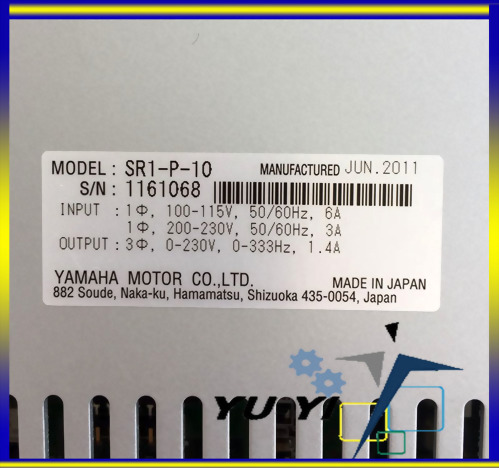 MODEL : SR1-P-10 MANUFACTURED JUN.2011
S/N : 1161068
INPUT : 1Φ, 100-115V, 50/60Hz, 6A
1Φ, 200-230V, 50/60Hz, 3A
OUTPUT : 3Φ, 0-230V, 0-333Hz, 1.4A
YAMAHA MOTOR CO.,LTD. MADE IN JAPAN
882 Soude, Naka-ku, Hamamatsu, Shizuoka 435-0054, Japan
YU-YI